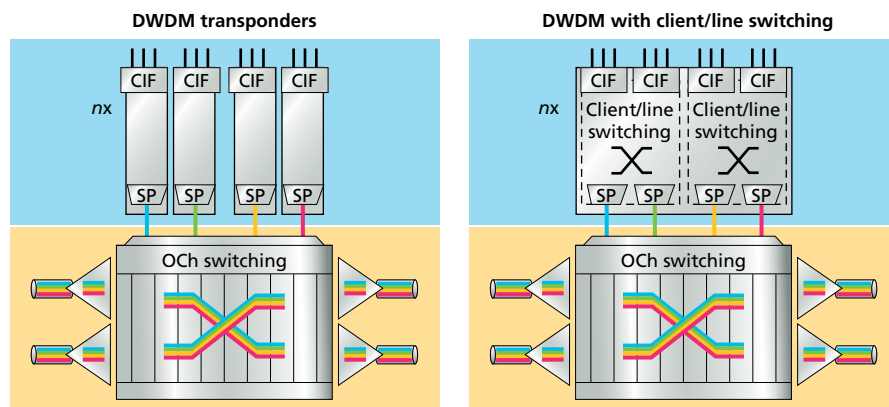 DWDM transponders
CIF CIF CIF CIF
nx
SP SP SP SP
OCh switching
DWDM with client/line switching
CIF CIF CIF CIF
nx
Client/line Client/line
switching switching
SP SP SP SP
OCh switching